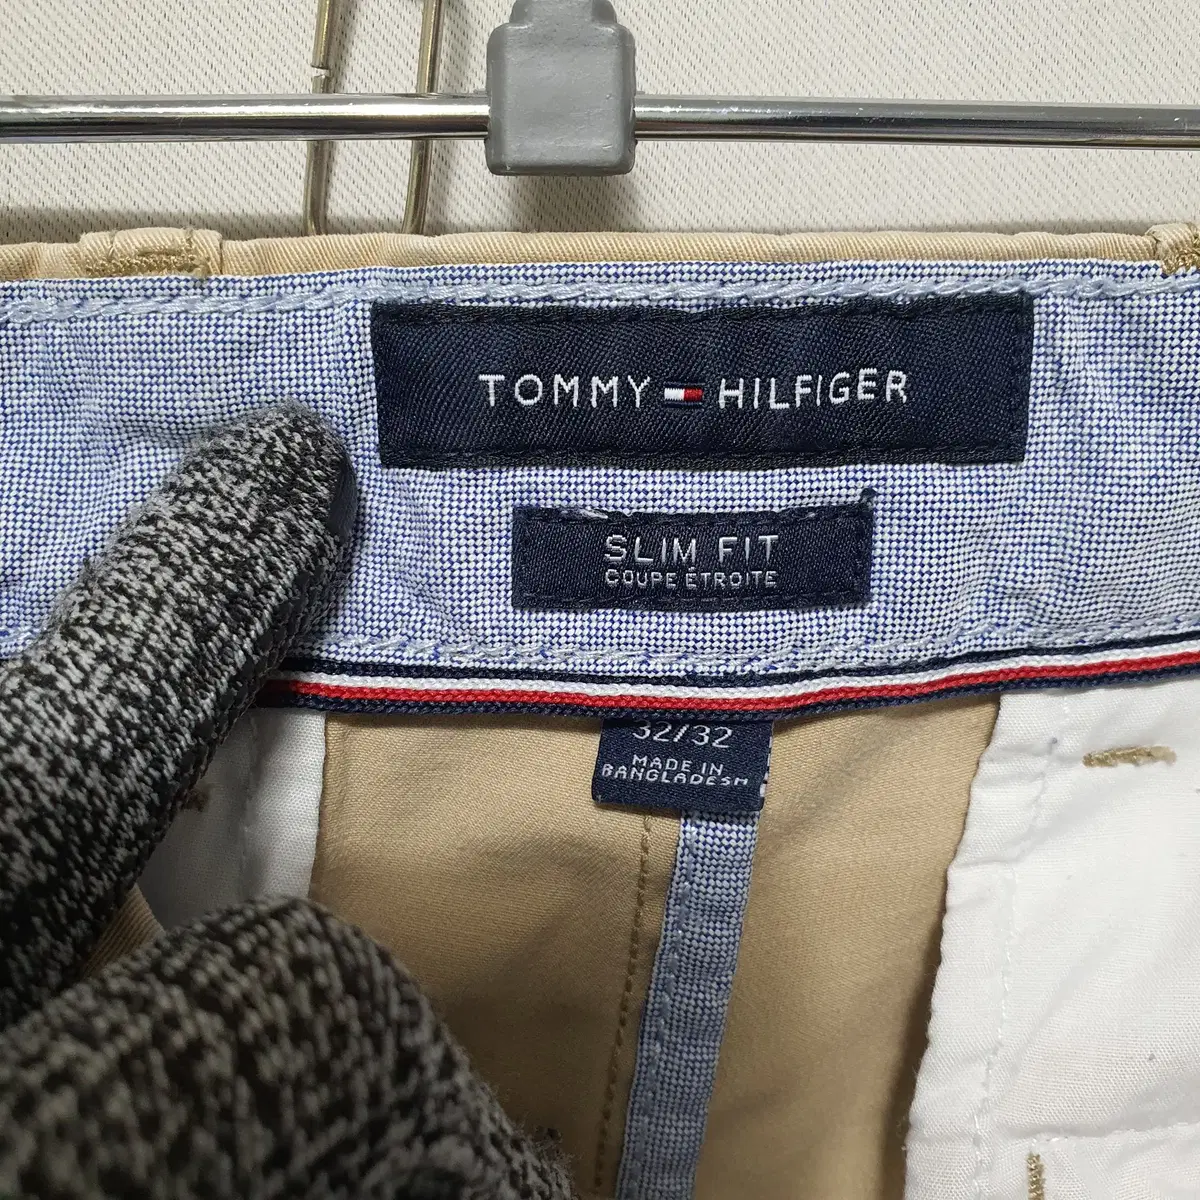 TOMMY HILFIGER
SLIM FIT
COUPE ÉTROITE
32/32
MADE IN
BANGLADESH